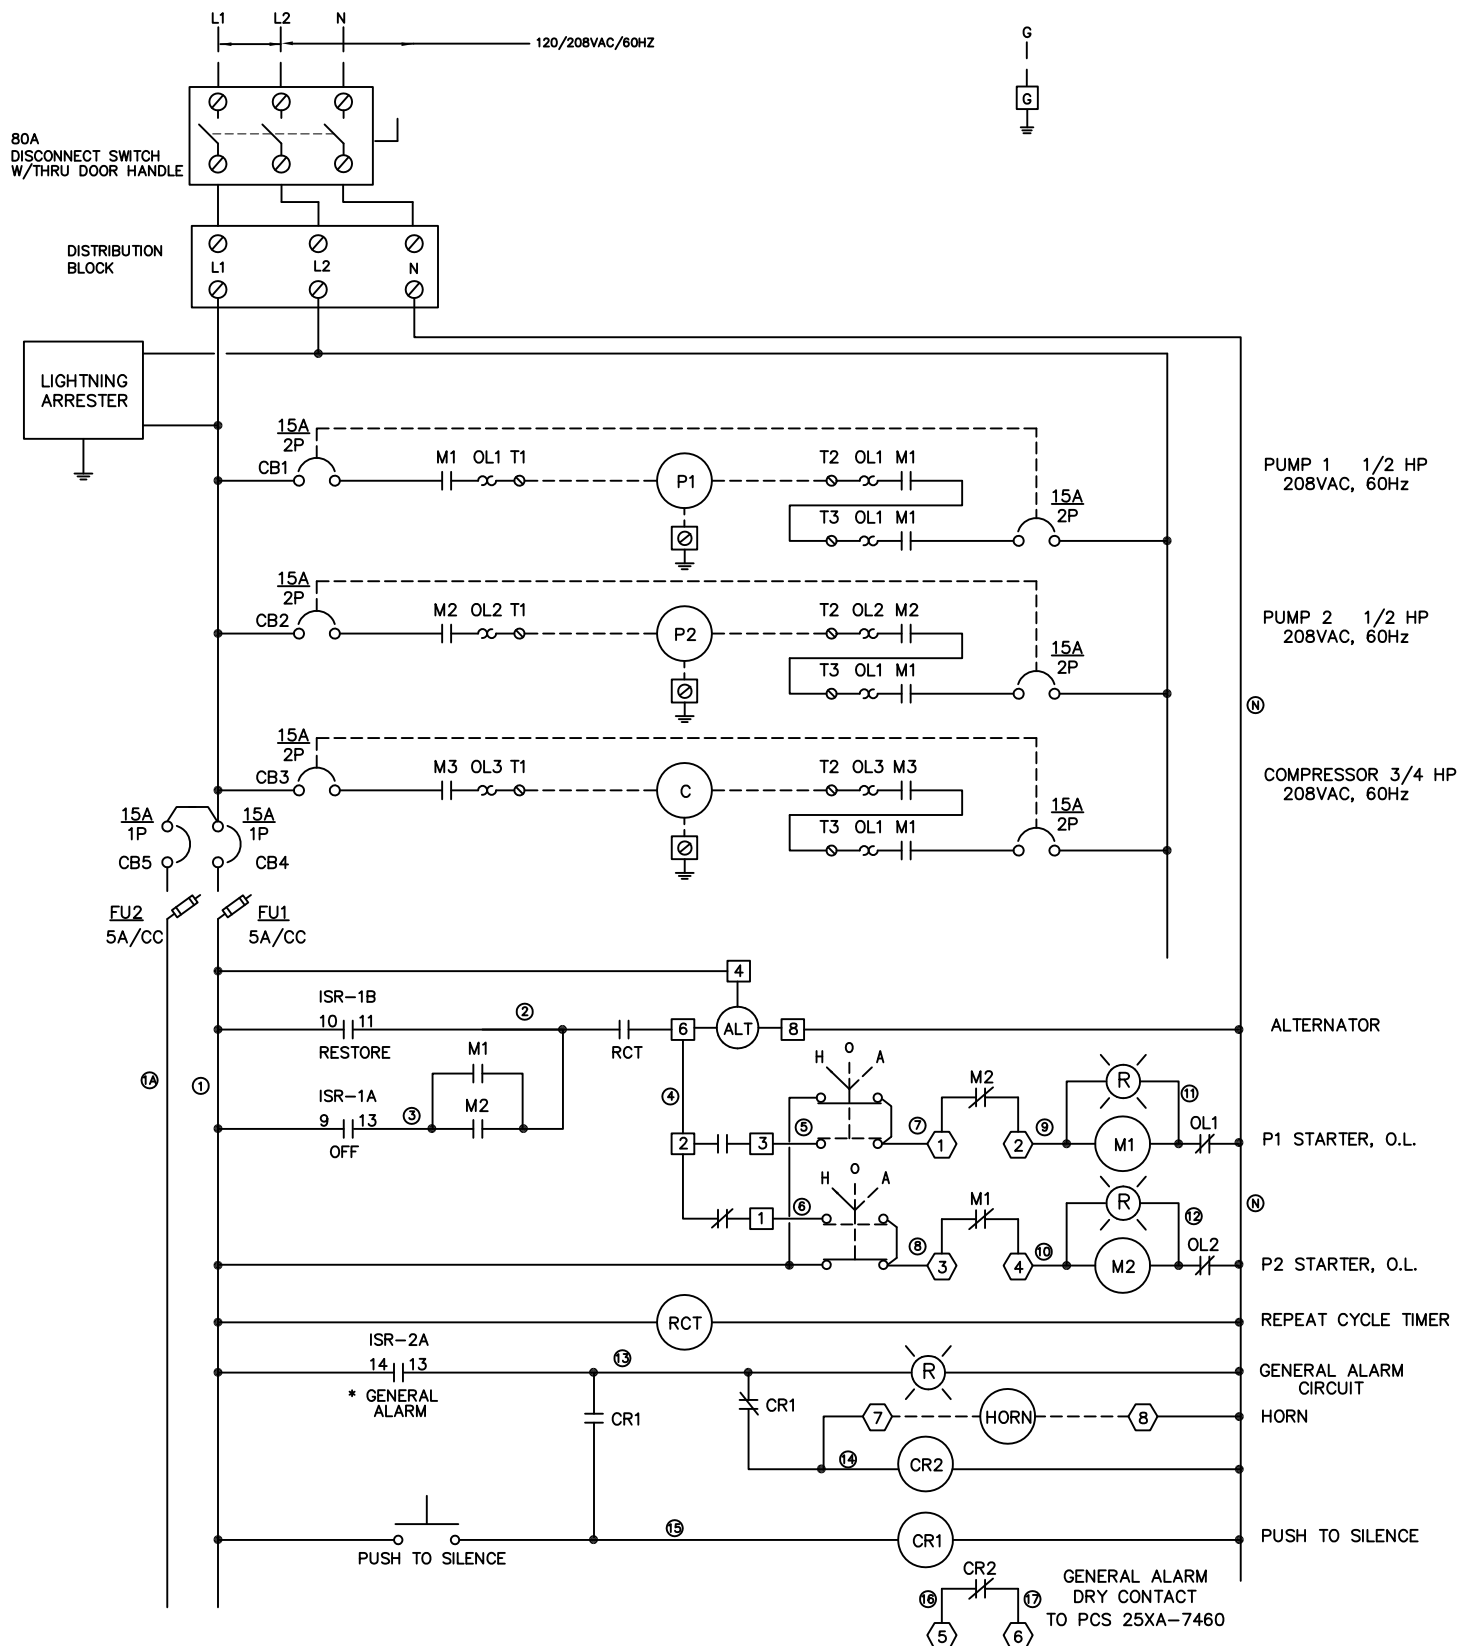 L1 L2 N
120/208VAC/60HZ
G
G
80A
DISCONNECT SWITCH
W/THRU DOOR HANDLE
DISTRIBUTION
BLOCK
L1 L2 N
LIGHTNING
ARRESTER
15A
2P
CB1
M1 OL1 T1
P1
T2 OL1 M1
T3 OL1 M1
15A
2P
PUMP 1 1/2 HP
208VAC, 60Hz
15A
2P
CB2
M2 OL2 T1
P2
T2 OL2 M2
T3 OL1 M1
15A
2P
PUMP 2 1/2 HP
208VAC, 60Hz
N
15A
2P
CB3
M3 OL3 T1
C
T2 OL3 M3
T3 OL1 M1
15A
2P
COMPRESSOR 3/4 HP
208VAC, 60Hz
15A
1P
CB5
15A
1P
CB4
FU2
5A/CC
FU1
5A/CC
4
ISR-1B
10 11
RESTORE
2
RCT
6
ALT
8
ALTERNATOR
1A
1
ISR-1A
9 13
OFF
3
M1
M2
4
H O A
2
3
5
7
M2
1
2
9
R
11
M1
OL1
P1 STARTER, O.L.
H O A
1
6
8
M1
3
4
10
R
12
M2
OL2
N
P2 STARTER, O.L.
RCT
REPEAT CYCLE TIMER
ISR-2A
14 13
* GENERAL
ALARM
13
R
GENERAL ALARM
CIRCUIT
CR1
CR1
7
HORN
8
HORN
14
CR2
PUSH TO SILENCE
15
CR1
PUSH TO SILENCE
CR2
16
17
5
6
GENERAL ALARM
DRY CONTACT
TO PCS 25XA-7460